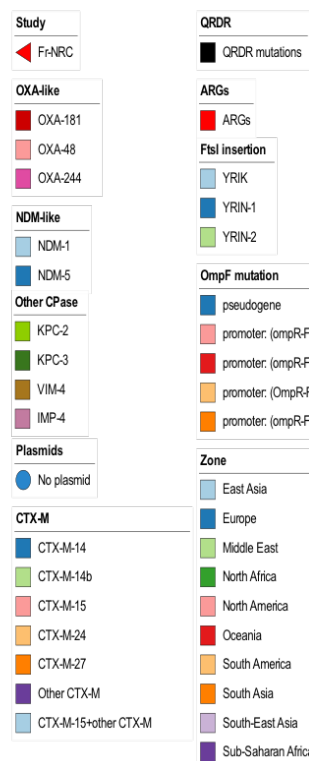 Study
Fr-NRC
OXA-like
OXA-181
OXA-48
OXA-244
NDM-like
NDM-1
NDM-5
Other CPase
KPC-2
KPC-3
VIM-4
IMP-4
Plasmids
No plasmid
CTX-M
CTX-M-14
CTX-M-14b
CTX-M-15
CTX-M-24
CTX-M-27
Other CTX-M
CTX-M-15+other CTX-M
QRDR
QRDR mutations
ARGs
ARGs
FtsI insertion
YRIK
YRIN-1
YRIN-2
OmpF mutation
pseudogene
promoter: (ompR-F
promoter: (ompR-F
promoter: (OmpR-F
promoter: (ompR-F
Zone
East Asia
Europe
Middle East
North Africa
North America
Oceania
South America
South Asia
South-East Asia
Sub-Saharan Africa